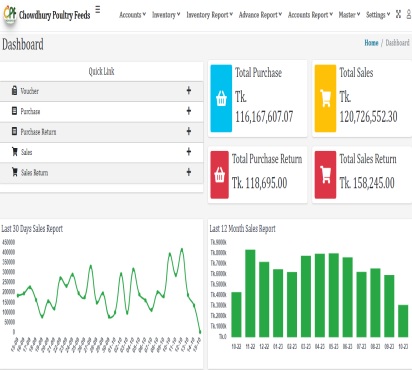 Chowdhury Poultry Feeds
Accounts Inventory Inventory Report Advance Report Accounts Report Master Settings
Dashboard
Home / Dashboard
Quick Link
Voucher
Purchase
Purchase Return
Sales
Sales Return
Total Purchase
Tk.
116,167,607.07
Total Sales
Tk.
120,726,552.30
Total Purchase Return
Tk. 118,695.00
Total Sales Return
Tk. 158,245.00
Last 30 Days Sales Report
450000
400000
350000
300000
250000
200000
150000
100000
50000
0
Last 12 Month Sales Report
Tk.9000k
Tk.8000k
Tk.7000k
Tk.6000k
Tk.5000k
Tk.4000k
Tk.3000k
Tk.2000k
Tk.1000k
Tk.0
10-22 11-22 12-22 01-23 02-23 03-23 04-23 05-23 06-23 07-23 08-23 09-23 10-23